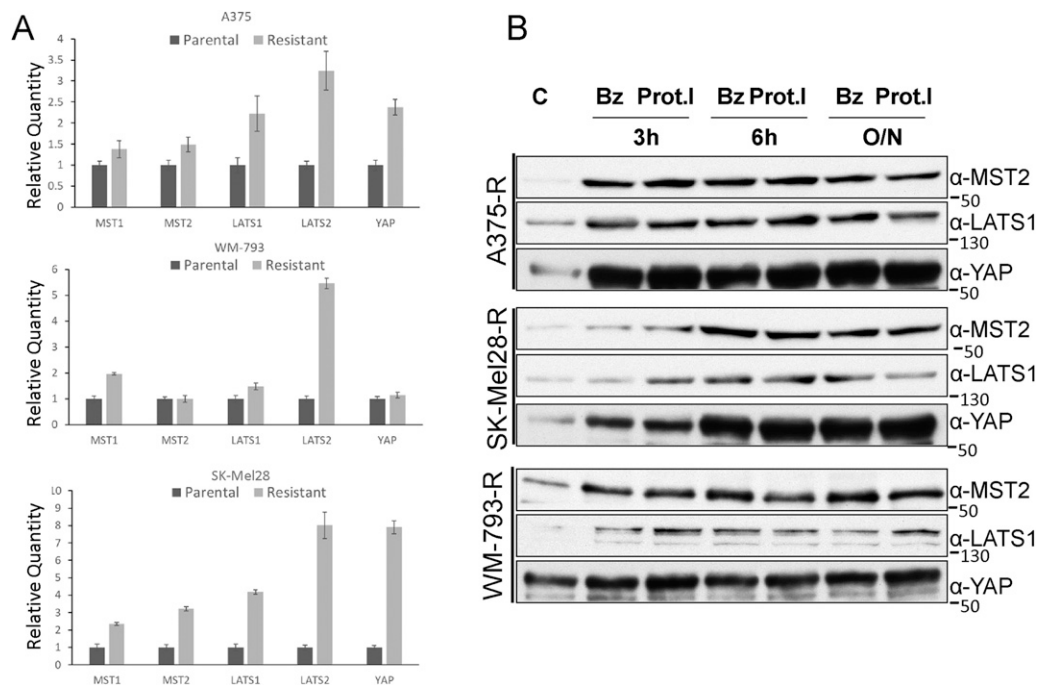 A
A375
Parental Resistant
Relative Quantity
4
3.5
3
2.5
2
1.5
1
0.5
0
MST1 MST2 LATS1 LATS2 YAP
WM-793
Parental Resistant
Relative Quantity
6
5
4
3
2
1
0
MST1 MST2 LATS1 LATS2 YAP
SK-Mel28
Parental Resistant
Relative Quantity
10
9
8
7
6
5
4
3
2
1
0
MST1 MST2 LATS1 LATS2 YAP
B
C Bz Prot.I Bz Prot.I Bz Prot.I
3h 6h O/N
A375-R
α-MST2
50
α-LATS1
130
α-YAP
50
SK-Mel28-R
α-MST2
50
α-LATS1
130
α-YAP
50
WM-793-R
α-MST2
50
α-LATS1
130
α-YAP
50